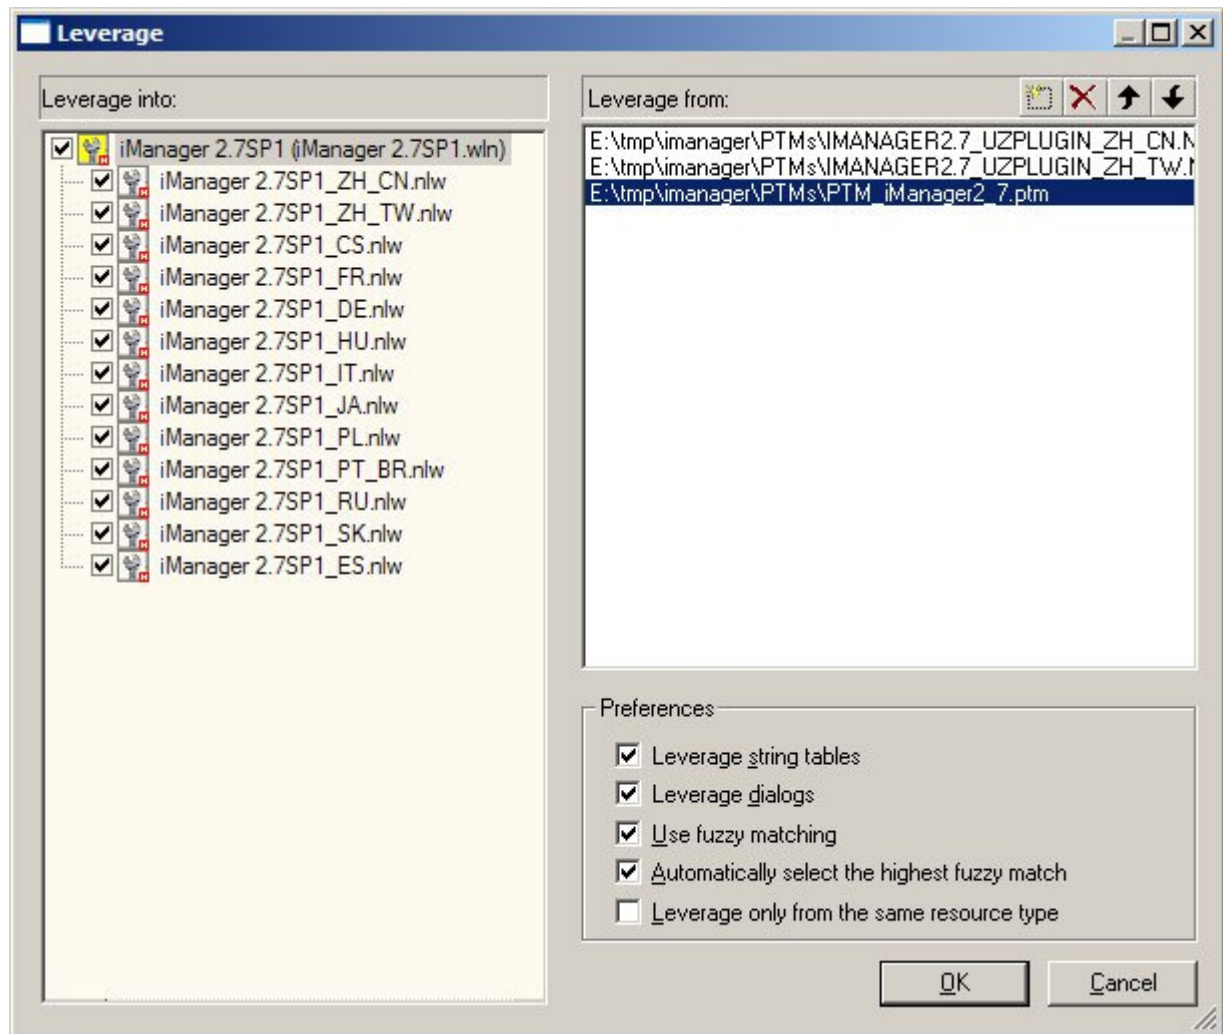 Leverage
Leverage into:
iManager 2.7SP1 (iManager 2.7SP1.wln)
iManager 2.7SP1_ZH_CN.nlw
iManager 2.7SP1_ZH_TW.nlw
iManager 2.7SP1_CS.nlw
iManager 2.7SP1_FR.nlw
iManager 2.7SP1_DE.nlw
iManager 2.7SP1_HU.nlw
iManager 2.7SP1_IT.nlw
iManager 2.7SP1_JA.nlw
iManager 2.7SP1_PL.nlw
iManager 2.7SP1_PT_BR.nlw
iManager 2.7SP1_RU.nlw
iManager 2.7SP1_SK.nlw
iManager 2.7SP1_ES.nlw
Leverage from:
E:\tmp\imanager\PTMs\IMANAGER2.7_UZPLUGIN_ZH_CN.N
E:\tmp\imanager\PTMs\IMANAGER2.7_UZPLUGIN_ZH_TW.N
E:\tmp\imanager\PTMs\PTM_iManager2_7.ptm
Preferences
Leverage string tables
Leverage dialogs
Use fuzzy matching
Automatically select the highest fuzzy match
Leverage only from the same resource type
OK
Cancel